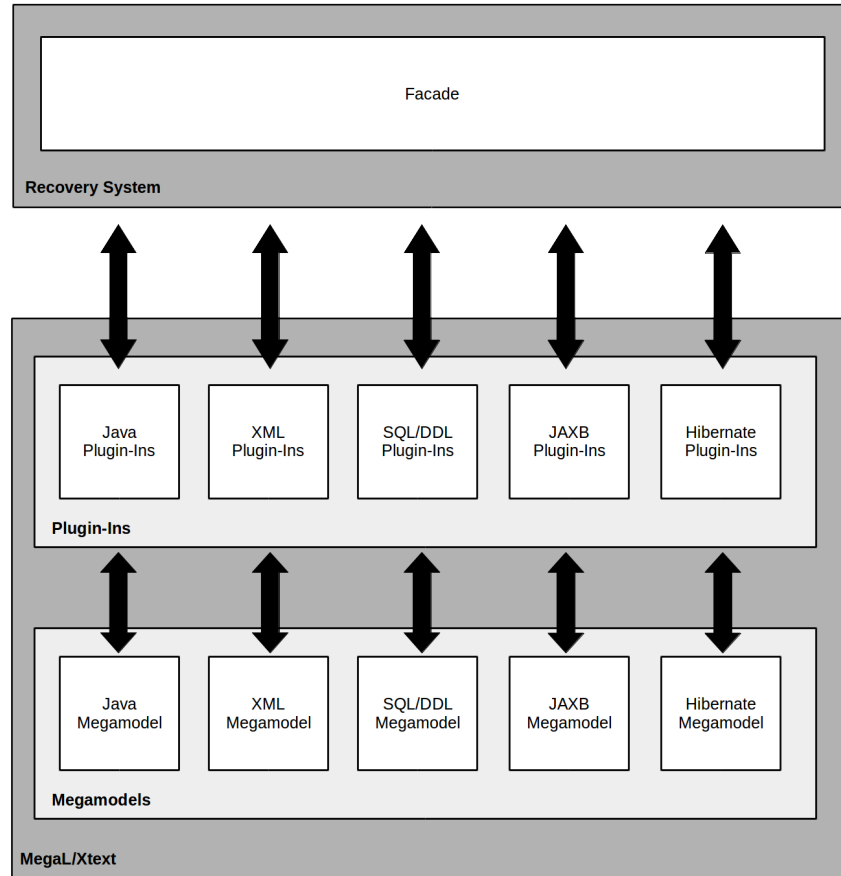 Facade
Recovery System
Java
Plugin-Ins
XML
Plugin-Ins
SQL/DDL
Plugin-Ins
JAXB
Plugin-Ins
Hibernate
Plugin-Ins
Plugin-Ins
Java
Megamodel
XML
Megamodel
SQL/DDL
Megamodel
JAXB
Megamodel
Hibernate
Megamodel
Megamodels
MegaL/Xtext